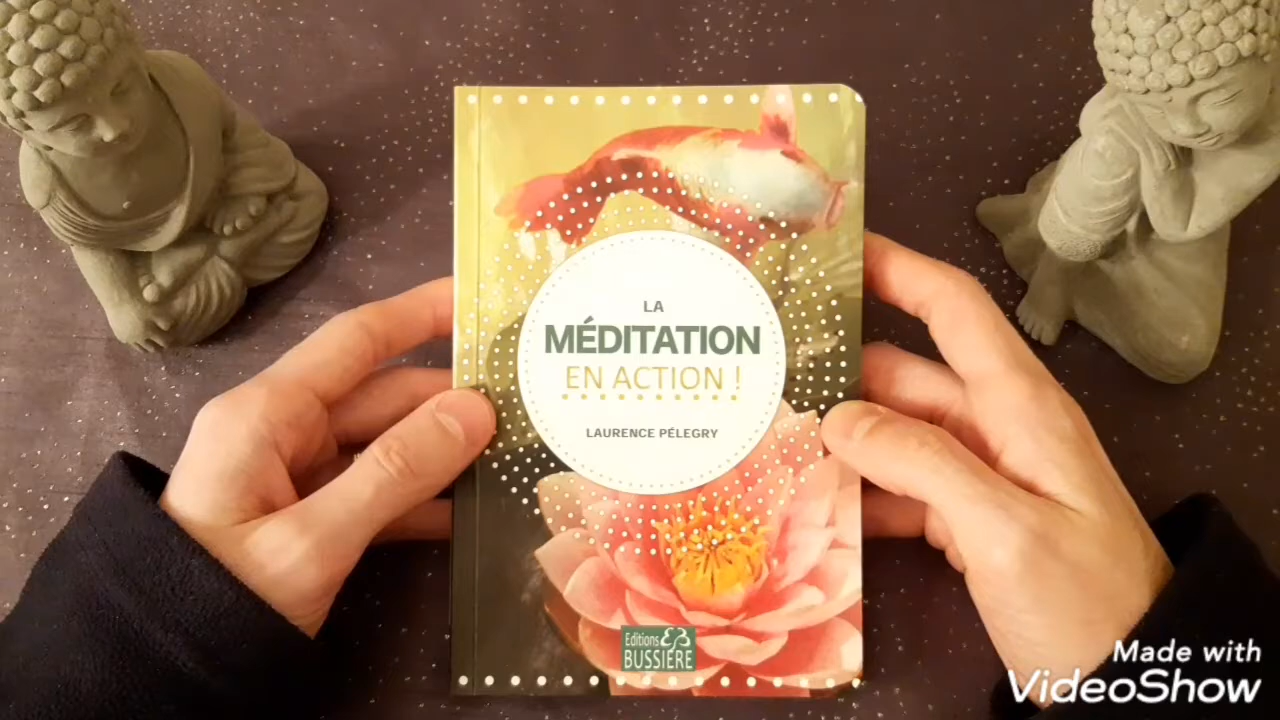 LA
MÉDITATION
EN ACTION !
LAURENCE PÉLEGRY
Editions
BUSSIÈRE
Made with
VideoShow